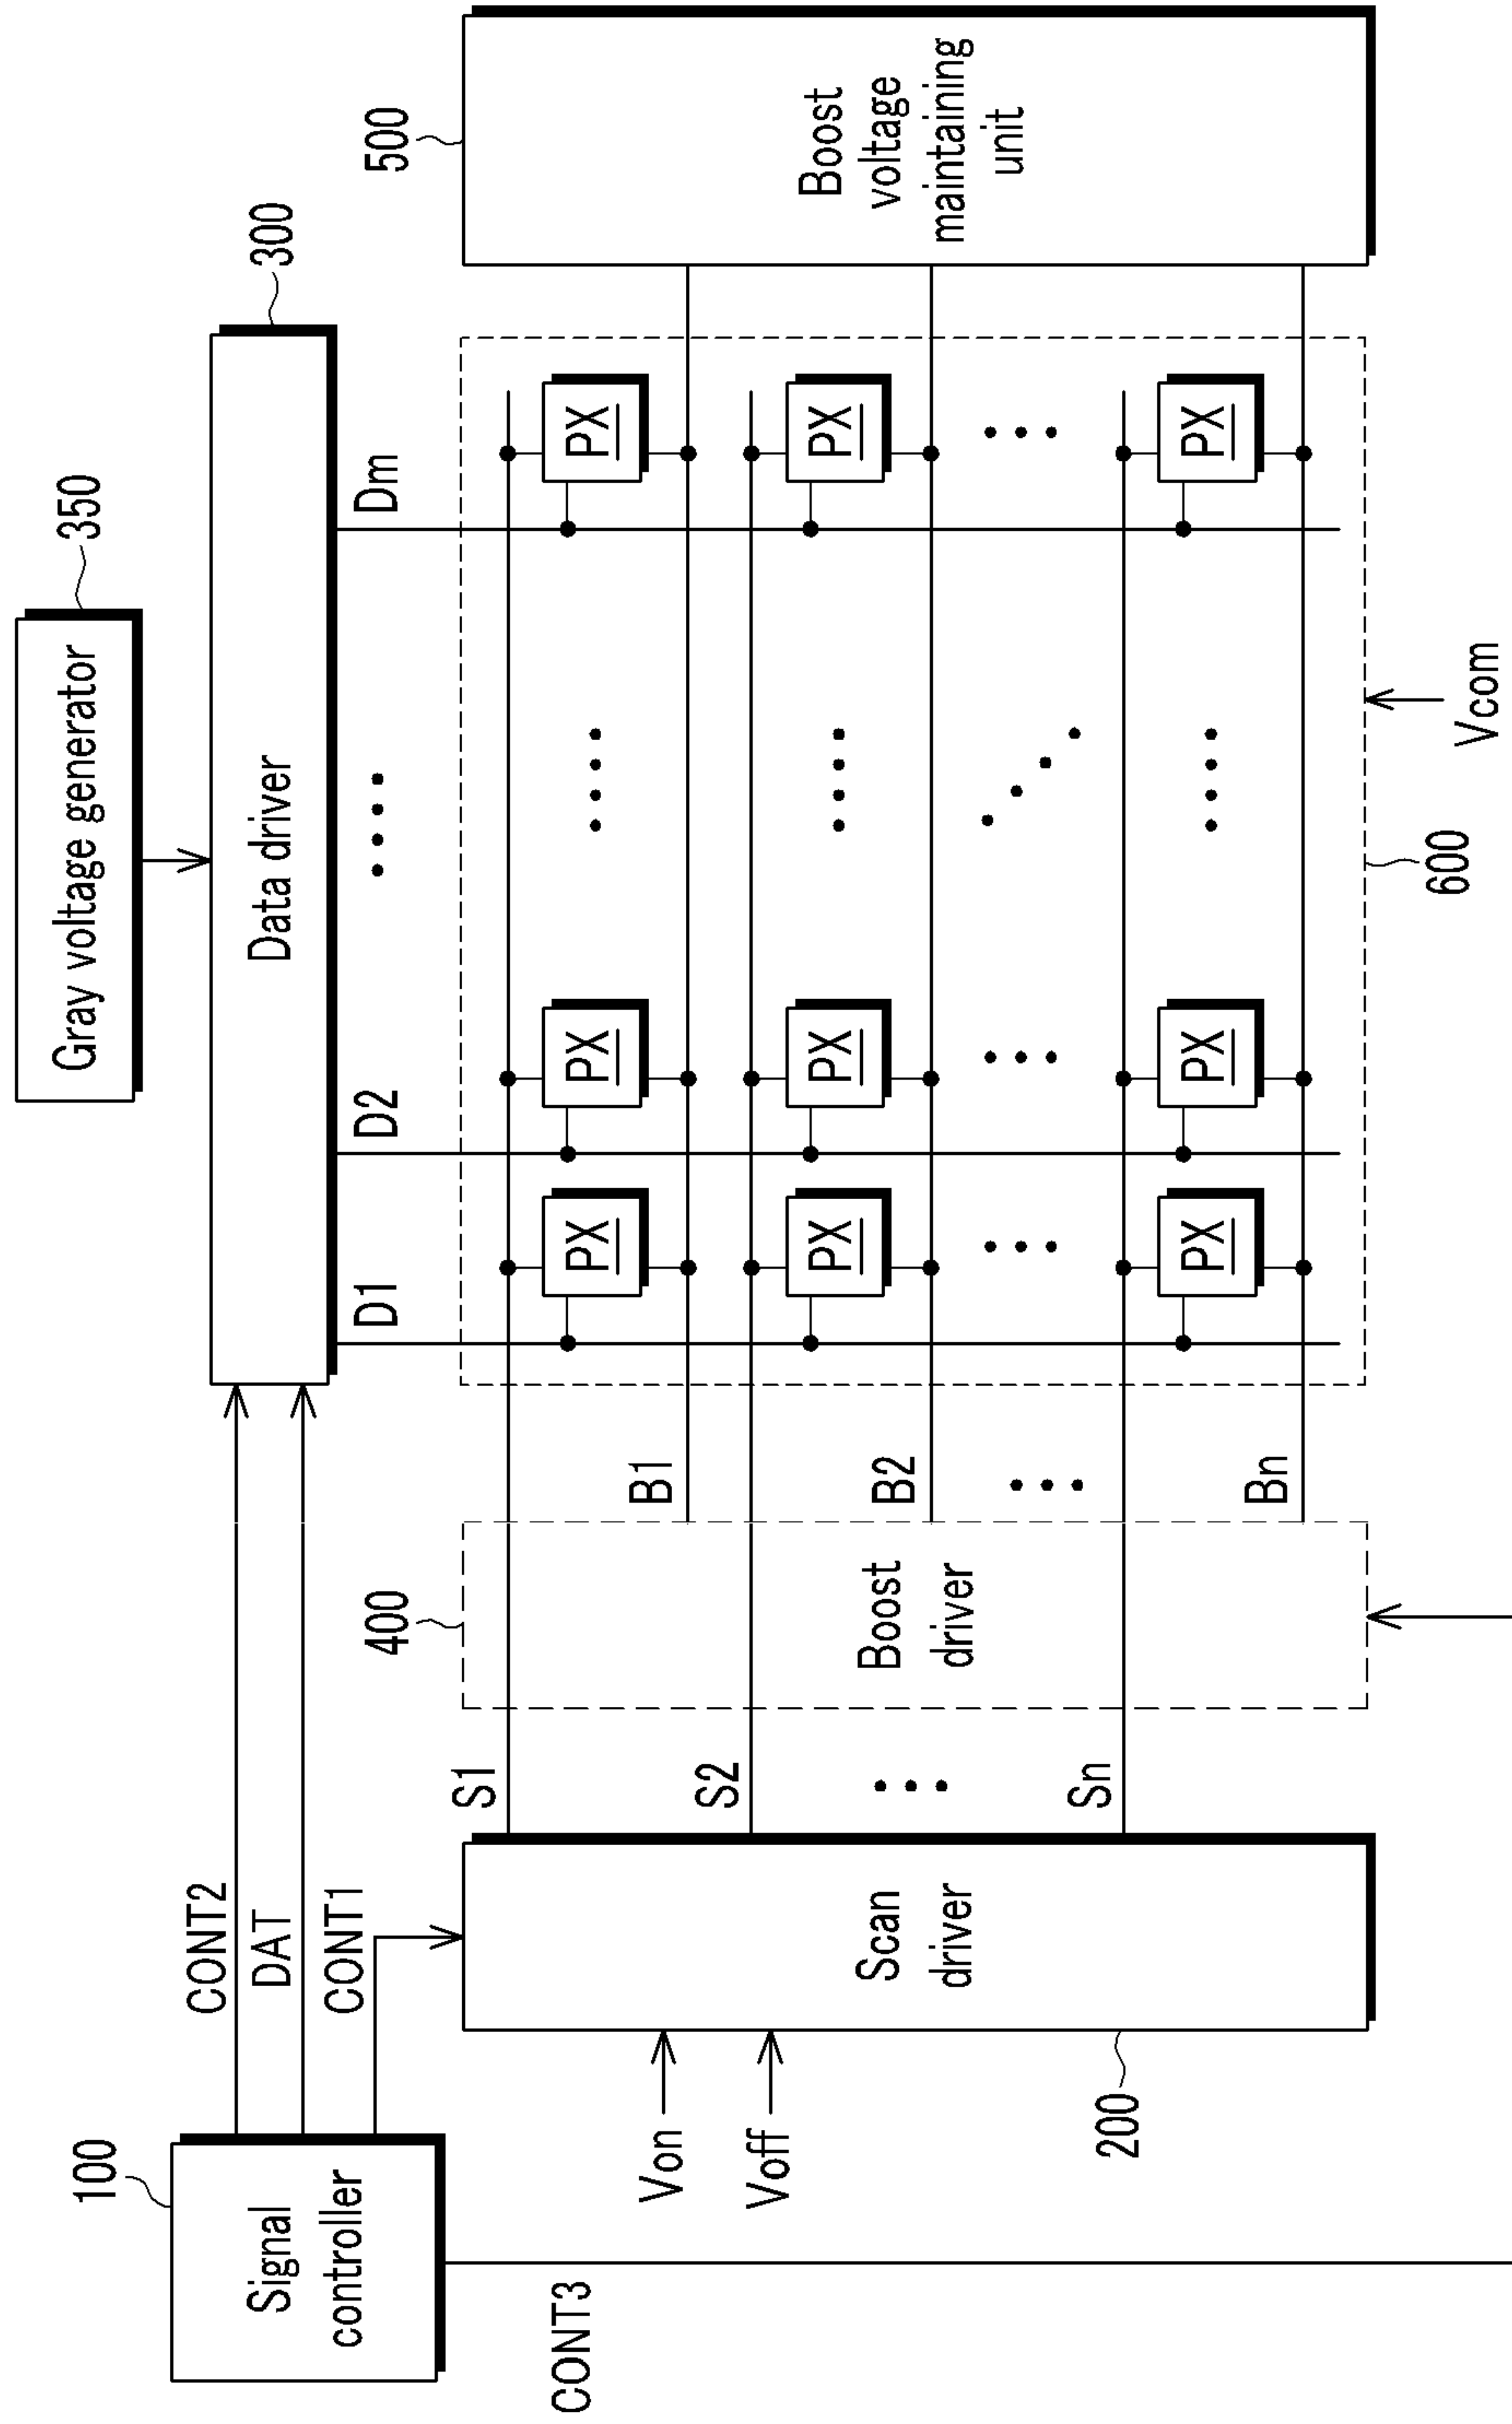 Gray voltage generator
350
100
Signal
controller
CONT2
DAT
CONT1
Data driver
300
D1
D2
Dm
400
500
S1
PX
PX
PX
B1
Von
Voff
S2
PX
PX
PX
Scan
driver
Boost
driver
B2
Boost
voltage
maintaining
unit
200
Sn
PX
PX
PX
Bn
CONT3
600
Vcom